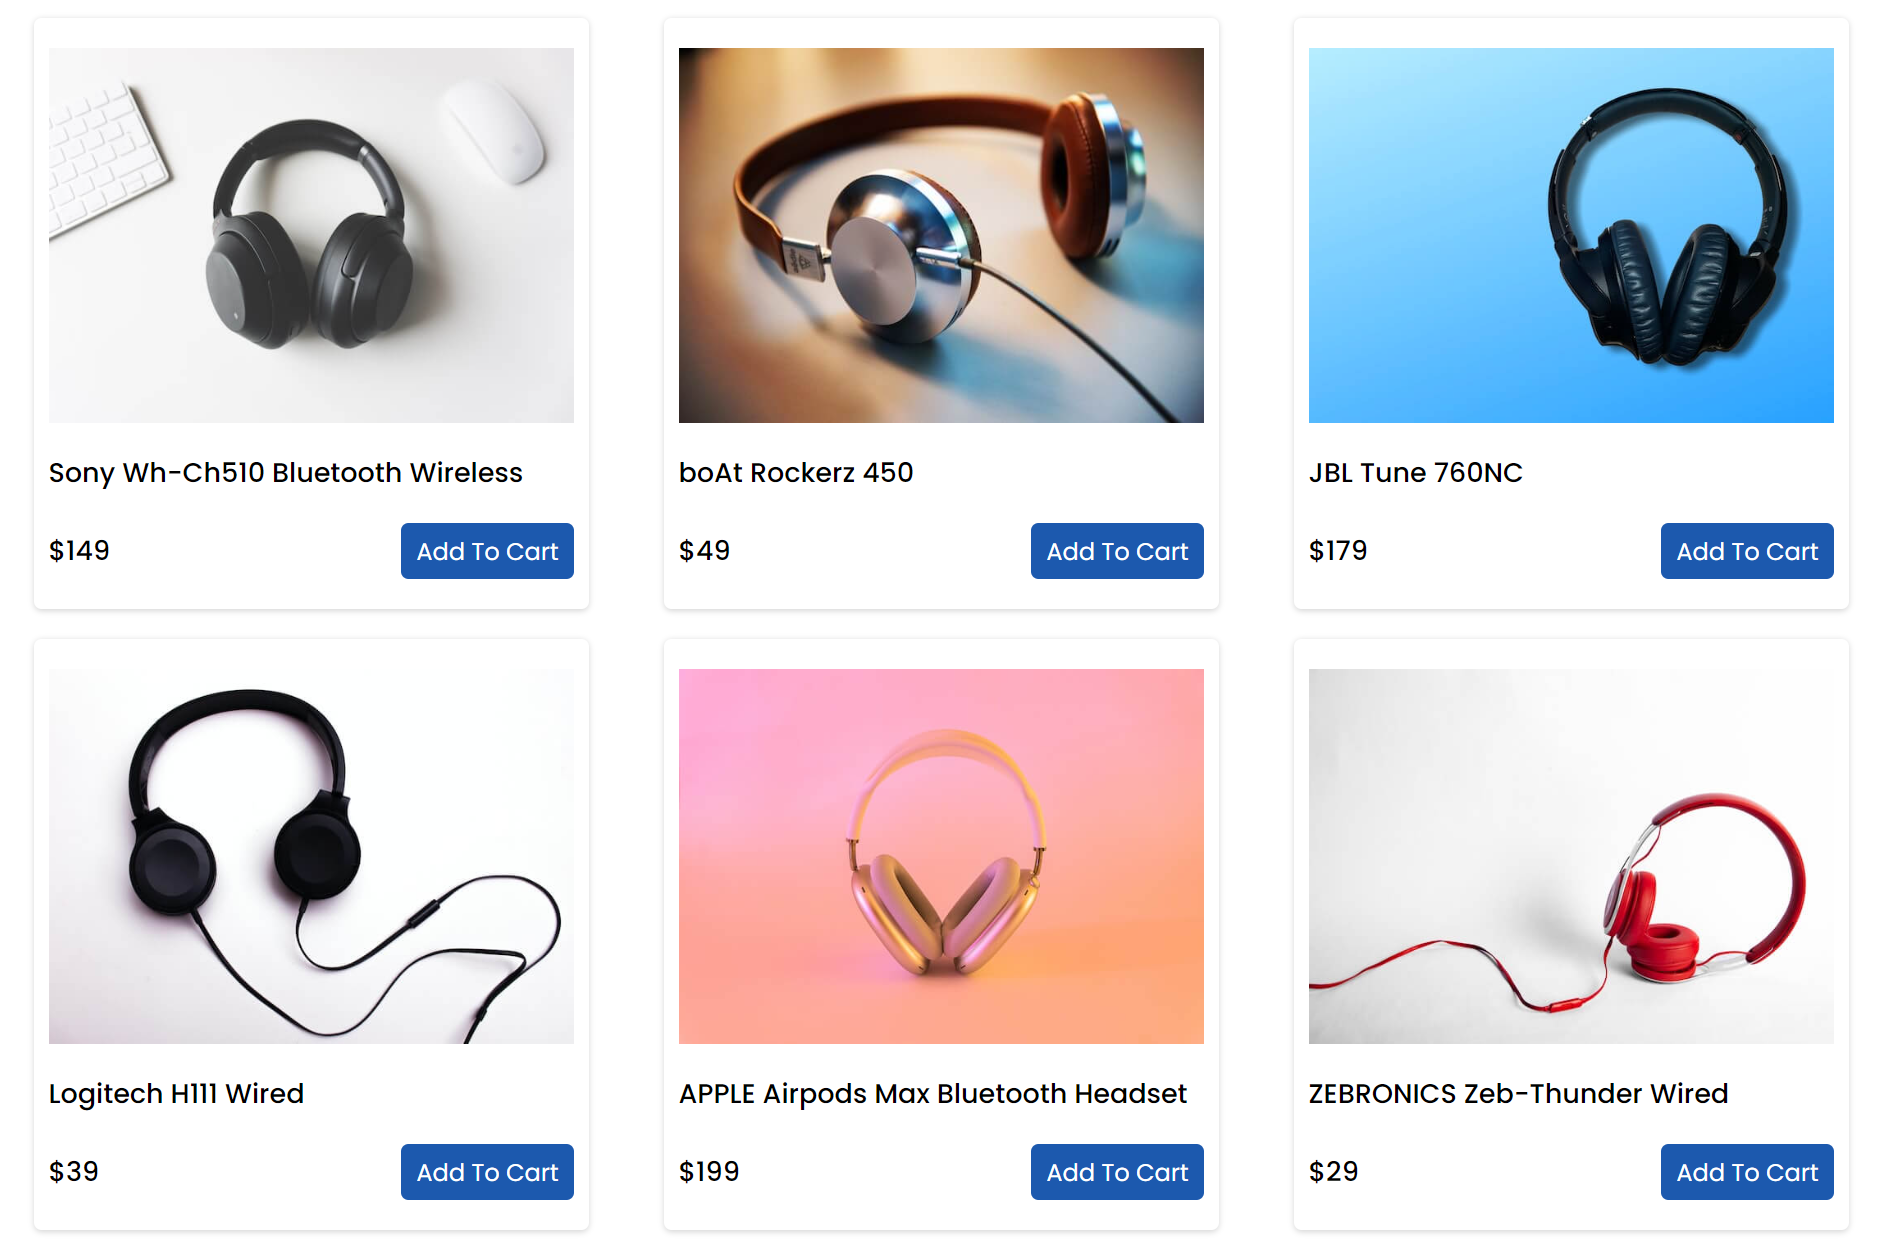 Sony Wh-Ch510 Bluetooth Wireless
$149
Add To Cart
boAt Rockerz 450
$49
Add To Cart
JBL Tune 760NC
$179
Add To Cart
Logitech H111 Wired
$39
Add To Cart
APPLE Airpods Max Bluetooth Headset
$199
Add To Cart
ZEBRONICS Zeb-Thunder Wired
$29
Add To Cart